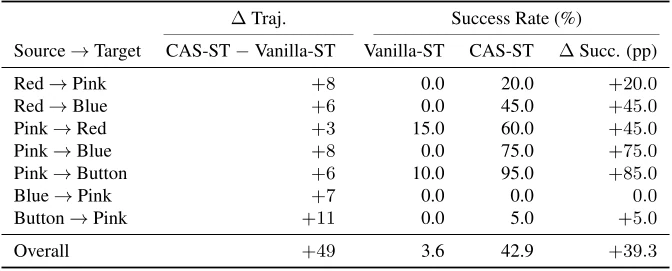 Δ Traj. Success Rate (%)
Source → Target CAS-ST − Vanilla-ST Vanilla-ST CAS-ST Δ Succ. (pp)
Red → Pink +8 0.0 20.0 +20.0
Red → Blue +6 0.0 45.0 +45.0
Pink → Red +3 15.0 60.0 +45.0
Pink → Blue +8 0.0 75.0 +75.0
Pink → Button +6 10.0 95.0 +85.0
Blue → Pink +7 0.0 0.0 0.0
Button → Pink +11 0.0 5.0 +5.0
Overall +49 3.6 42.9 +39.3